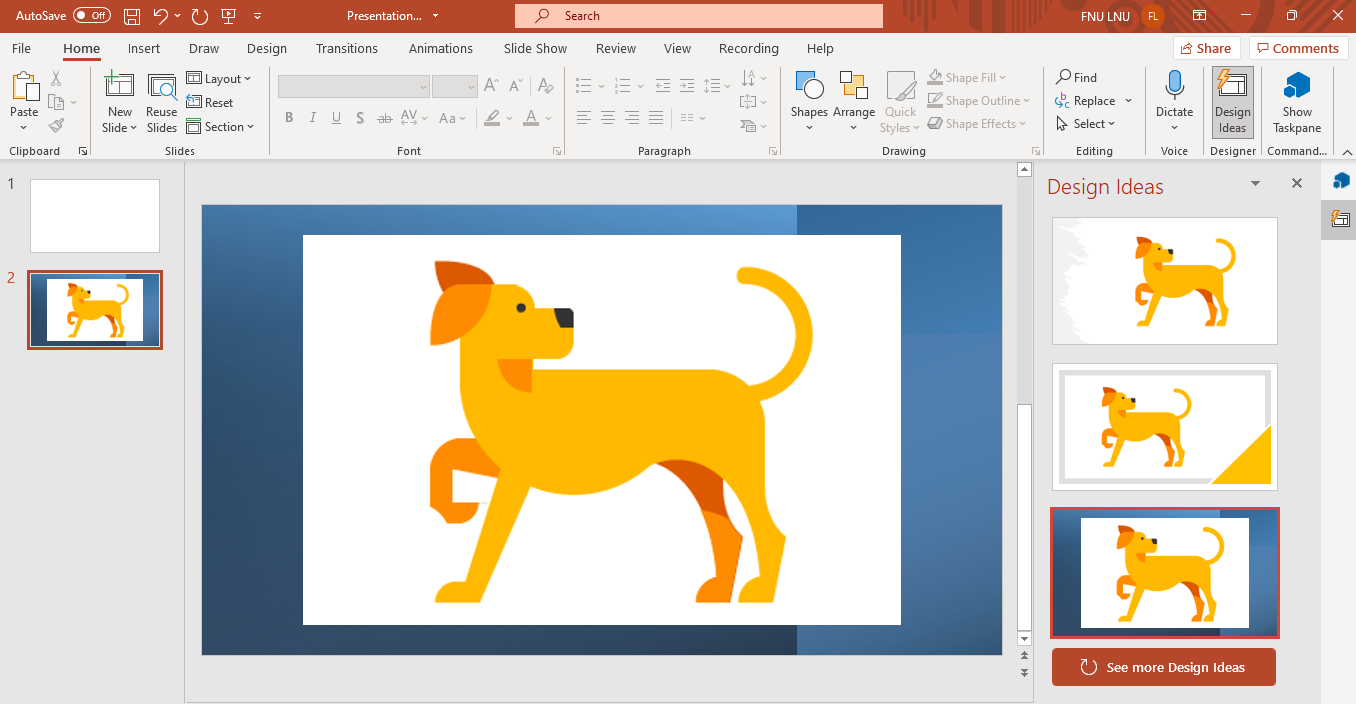 AutoSave Off Presentation... Search FNU LNU FL
File Home Insert Draw Design Transitions Animations Slide Show Review View Recording Help Share Comments
Paste
Clipboard
New Slide
Reuse Slides
Layout
Reset
Section
Slides
B I U S ab AV Aa A
Font
Paragraph
Shapes
Arrange
Quick Styles
Shape Fill
Shape Outline
Shape Effects
Drawing
Find
Replace
Select
Editing
Dictate
Voice
Design Ideas
Designer
Show Taskpane
Command...
1
2
Design Ideas
See more Design Ideas